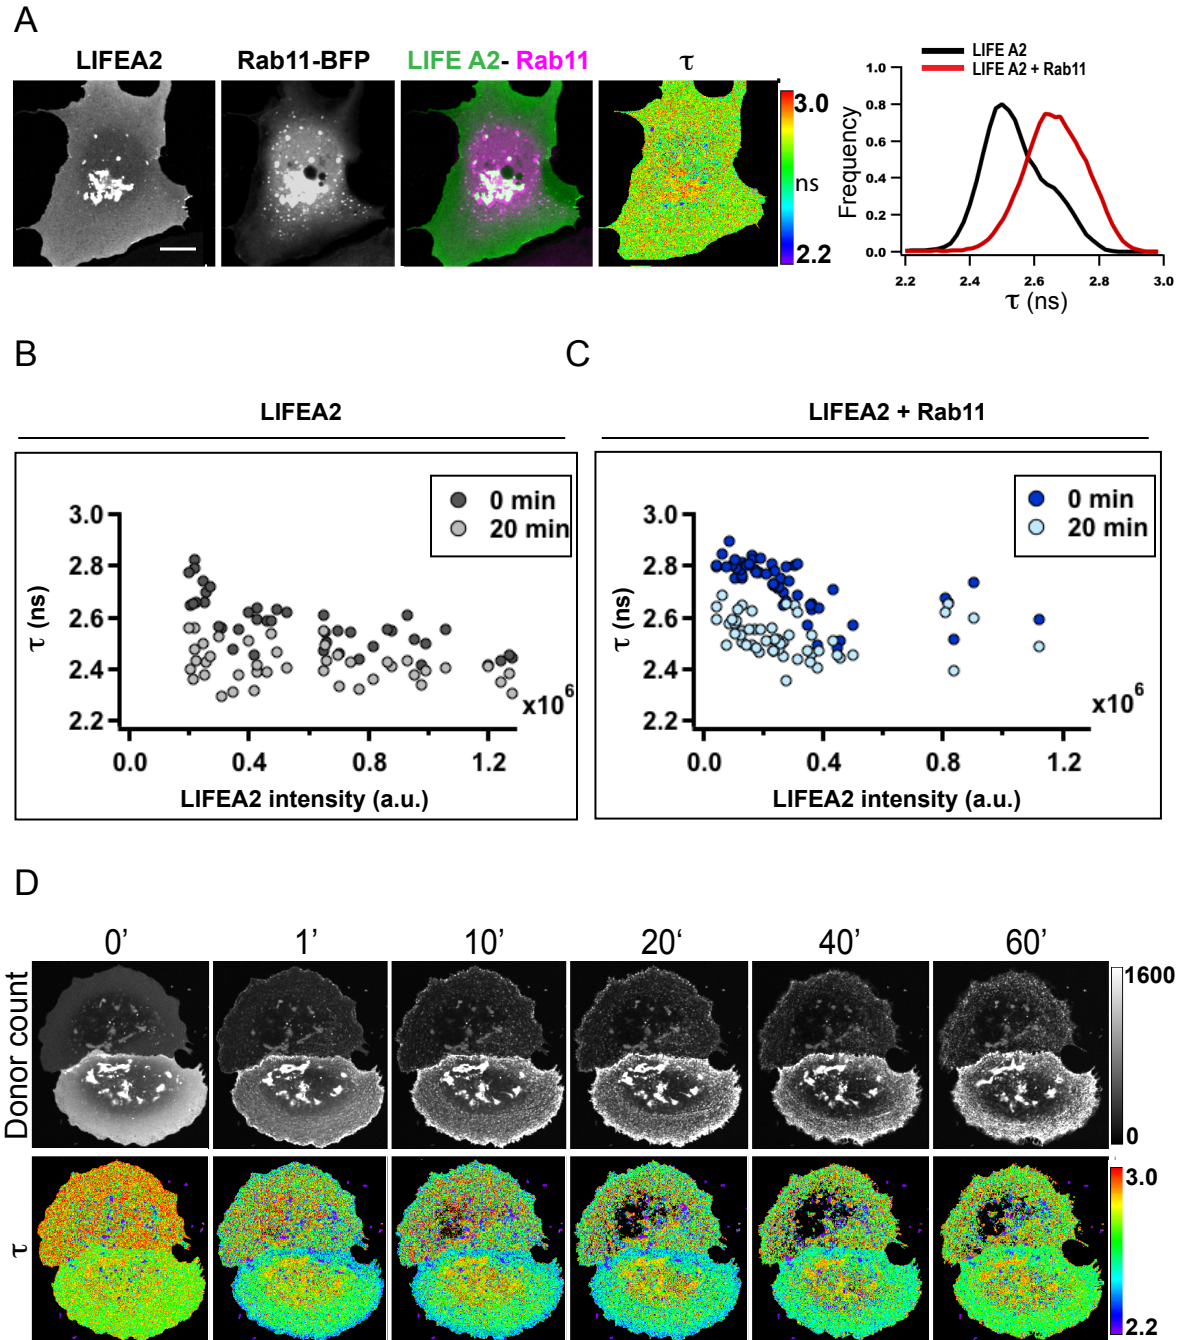 A
LIFEA2
Rab11-BFP
LIFE A2- Rab11
τ
3.0
ns
2.2
LIFE A2
LIFE A2 + Rab11
Frequency
1.0
0.8
0.6
0.4
0.2
0.0
2.2 2.4 2.6 2.8 3.0
τ (ns)
B
LIFEA2
0 min
20 min
τ (ns)
3.0
2.8
2.6
2.4
2.2
x10⁶
0.0 0.4 0.8 1.2
LIFEA2 intensity (a.u.)
C
LIFEA2 + Rab11
0 min
20 min
τ (ns)
3.0
2.8
2.6
2.4
2.2
x10⁶
0.0 0.4 0.8 1.2
LIFEA2 intensity (a.u.)
D
0’ 1’ 10’ 20‘ 40’ 60’
Donor count
1600
0
τ
3.0
2.2